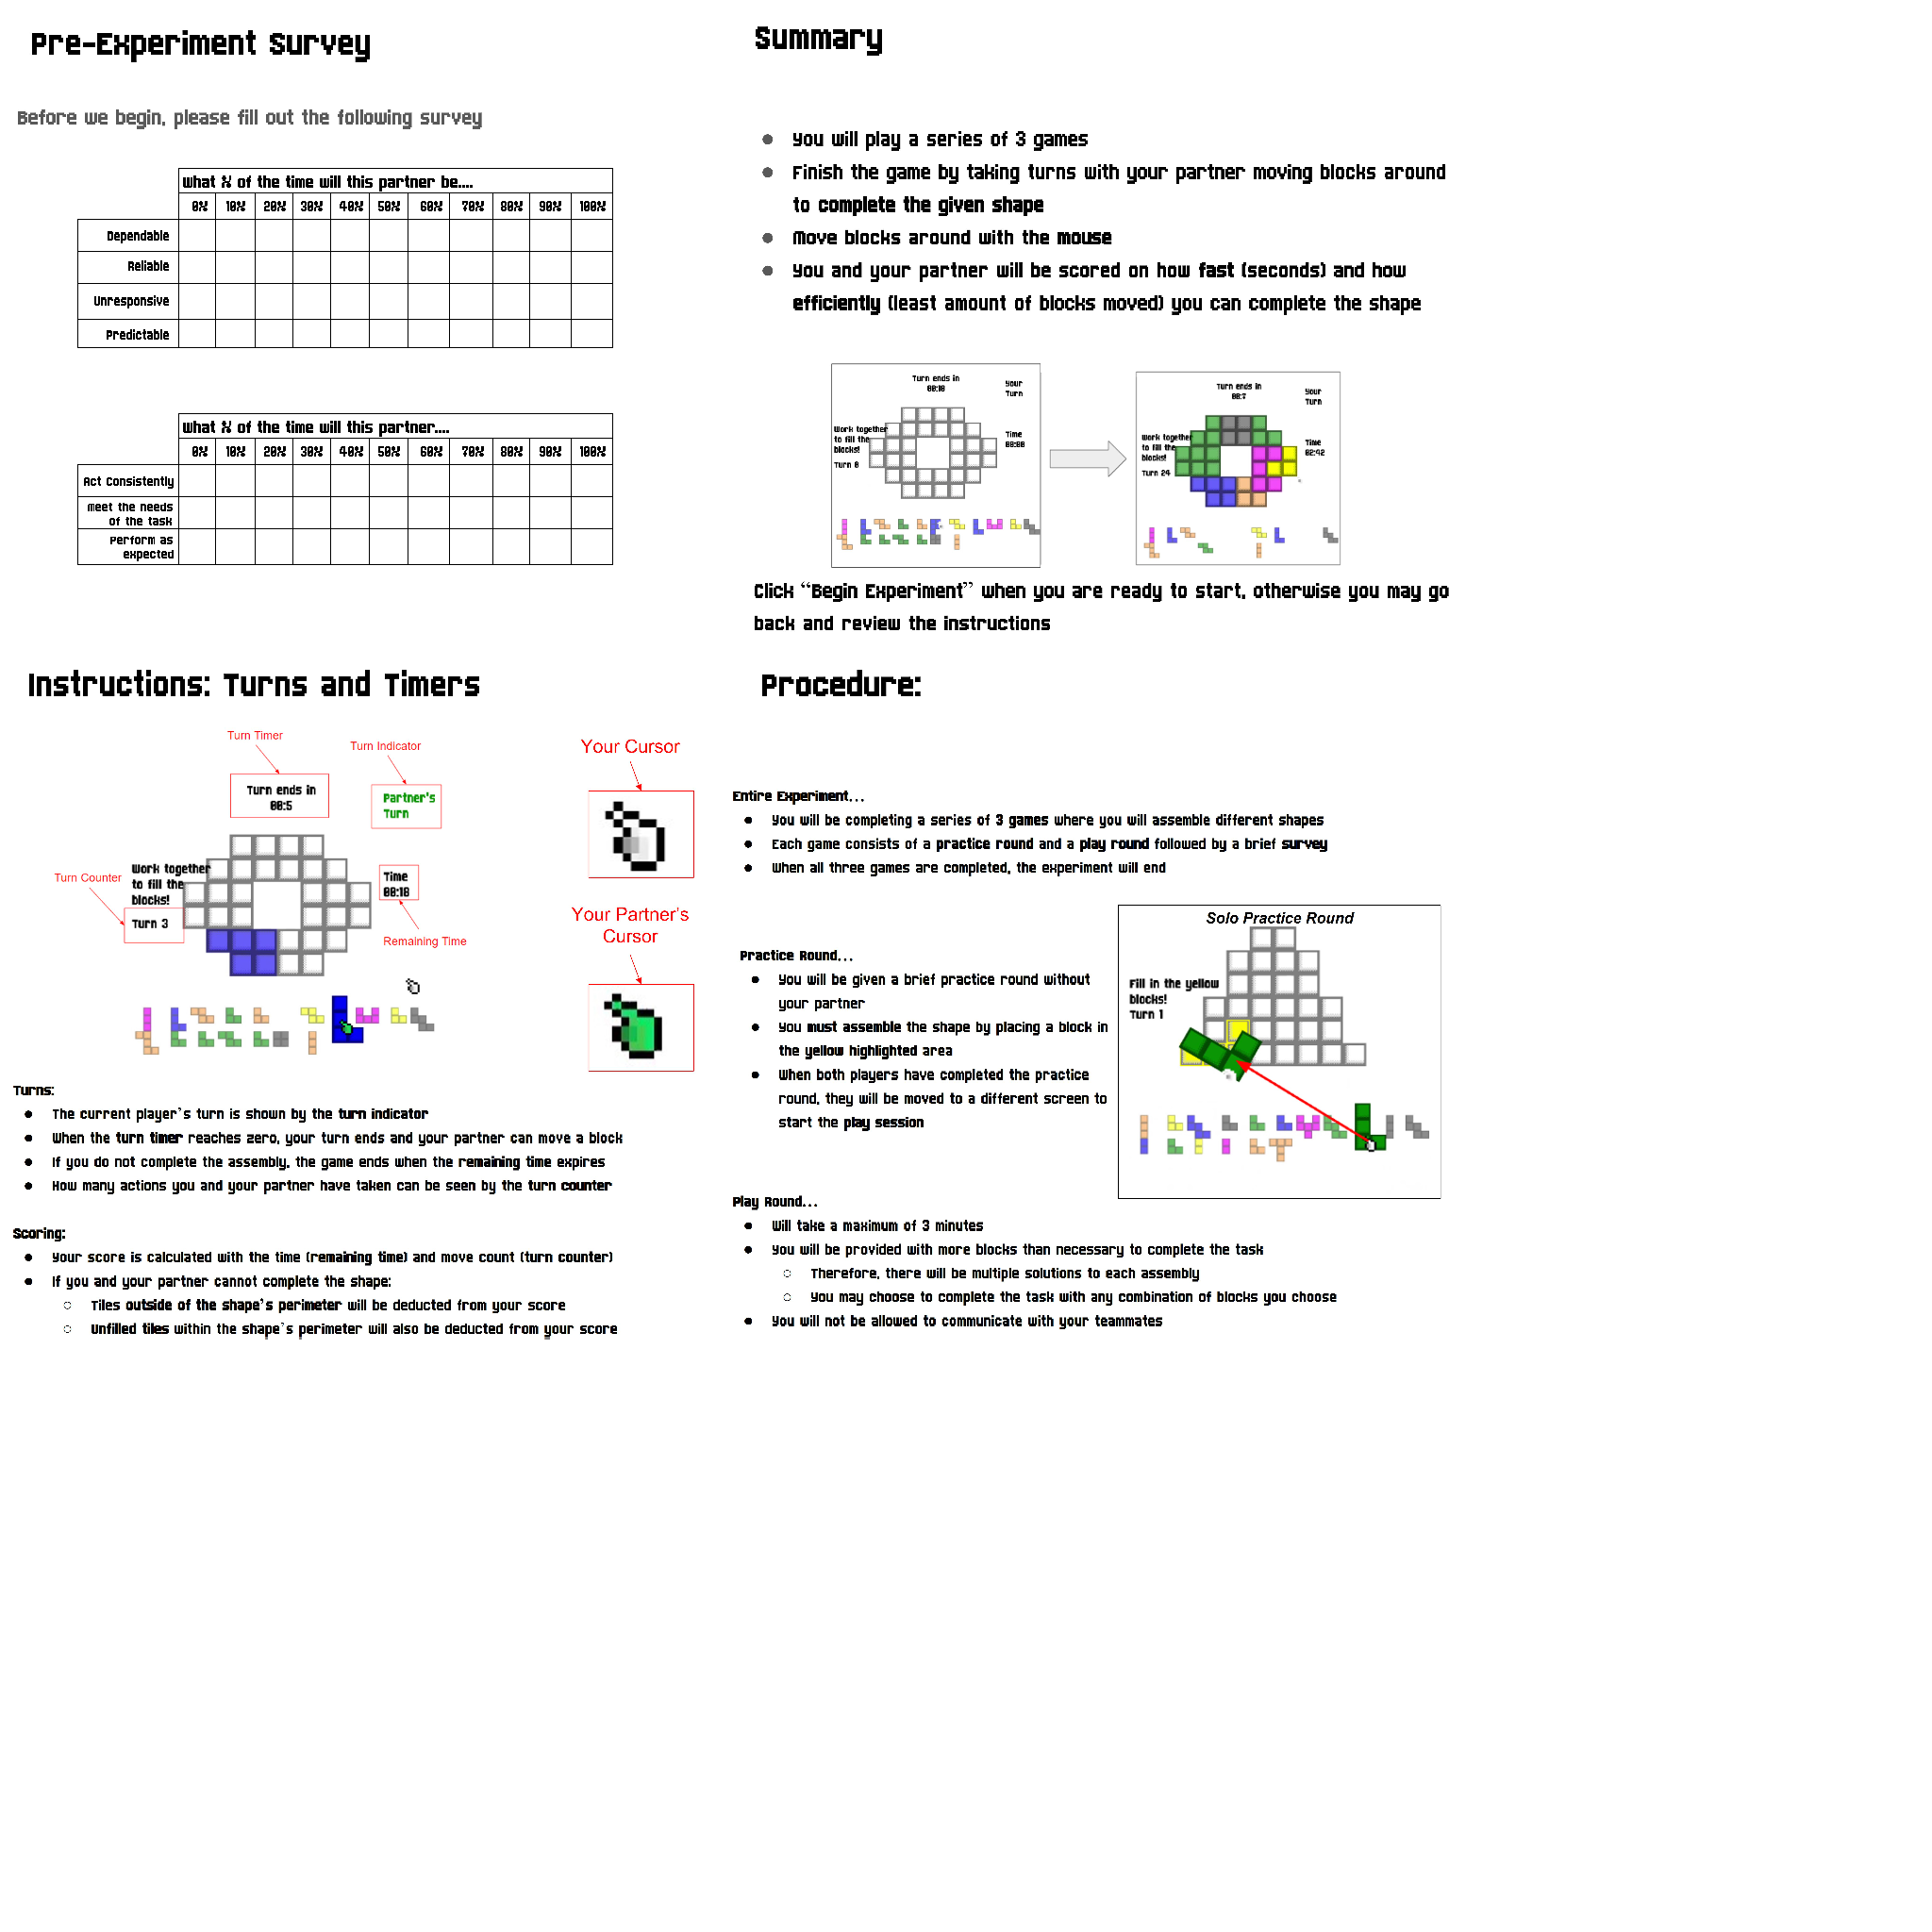 Pre-Experiment Survey
Before we begin, please fill out the following survey
What % of the time will this partner be....
0% 10% 20% 30% 40% 50% 60% 70% 80% 90% 100%
Dependable
Reliable
Unresponsive
Predictable
What % of the time will this partner....
0% 10% 20% 30% 40% 50% 60% 70% 80% 90% 100%
Act Consistently
meet the needs
of the task
Perform as
expected
Summary
● You will play a series of 3 games
● Finish the game by taking turns with your partner moving blocks around
to complete the given shape
● Move blocks around with the mouse
● You and your partner will be scored on how fast (seconds) and how
efficiently (least amount of blocks moved) you can complete the shape
Turn ends in
00:10
Your
Turn
Work together
to fill the
blocks!
Turn 0
Time
00:00
Turn ends in
00:7
Your
Turn
Work together
to fill the
blocks!
Turn 24
Time
02:42
Click “Begin Experiment” when you are ready to start, otherwise you may go
back and review the instructions
Instructions: Turns and Timers
Turn Timer
Turn Indicator
Turn ends in
00:5
Partner's
Turn
Turn Counter
Work together
to fill the
blocks!
Turn 3
Time
00:18
Remaining Time
Your Cursor
Your Partner's
Cursor
Turns:
● The current player’s turn is shown by the turn indicator
● When the turn timer reaches zero, your turn ends and your partner can move a block
● If you do not complete the assembly, the game ends when the remaining time expires
● How many actions you and your partner have taken can be seen by the turn counter
Scoring:
● Your score is calculated with the time (remaining time) and move count (turn counter)
● If you and your partner cannot complete the shape:
○ Tiles outside of the shape’s perimeter will be deducted from your score
○ Unfilled tiles within the shape’s perimeter will also be deducted from your score
Procedure:
Entire Experiment...
● You will be completing a series of 3 games where you will assemble different shapes
● Each game consists of a practice round and a play round followed by a brief survey
● When all three games are completed, the experiment will end
Practice Round...
● You will be given a brief practice round without
your partner
● You must assemble the shape by placing a block in
the yellow highlighted area
● When both players have completed the practice
round, they will be moved to a different screen to
start the play session
Solo Practice Round
Fill in the yellow
blocks!
Turn 1
Play Round...
● Will take a maximum of 3 minutes
● You will be provided with more blocks than necessary to complete the task
○ Therefore, there will be multiple solutions to each assembly
○ You may choose to complete the task with any combination of blocks you choose
● You will not be allowed to communicate with your teammates